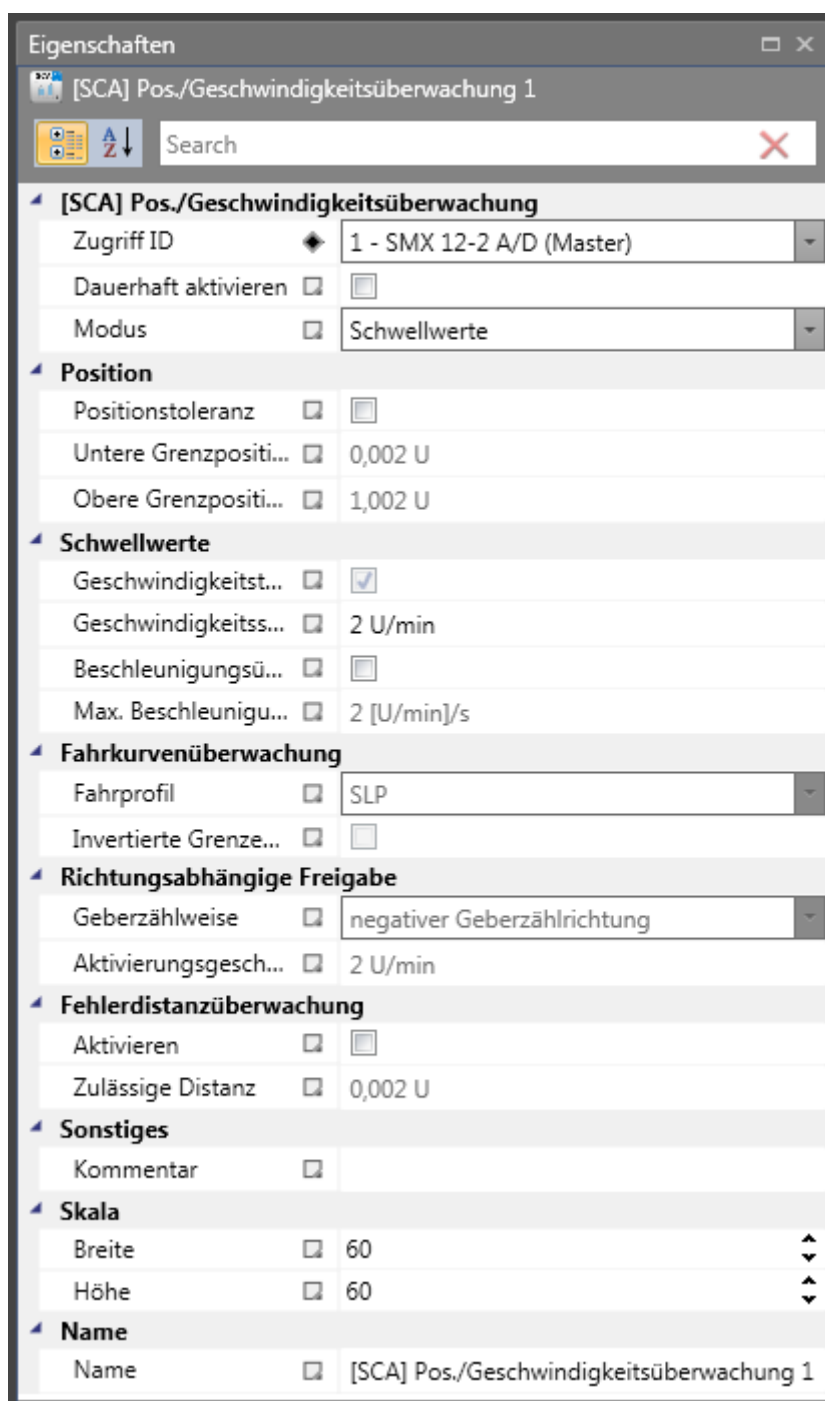 Eigenschaften
[SCA] Pos./Geschwindigkeitsüberwachung 1
Search
[SCA] Pos./Geschwindigkeitsüberwachung
Zugriff ID 1 - SMX 12-2 A/D (Master)
Dauerhaft aktivieren
Modus Schwellwerte
Position
Positionstoleranz
Untere Grenzpositi... 0,002 U
Obere Grenzpositi... 1,002 U
Schwellwerte
Geschwindigkeitst...
Geschwindigkeitss... 2 U/min
Beschleunigungsü...
Max. Beschleunigu... 2 [U/min]/s
Fahrkurvenüberwachung
Fahrprofil SLP
Invertierte Grenze...
Richtungsabhängige Freigabe
Geberzählweise negativer Geberzählrichtung
Aktivierungsgesch... 2 U/min
Fehlerdistanzüberwachung
Aktivieren
Zulässige Distanz 0,002 U
Sonstiges
Kommentar
Skala
Breite 60
Höhe 60
Name
Name [SCA] Pos./Geschwindigkeitsüberwachung 1